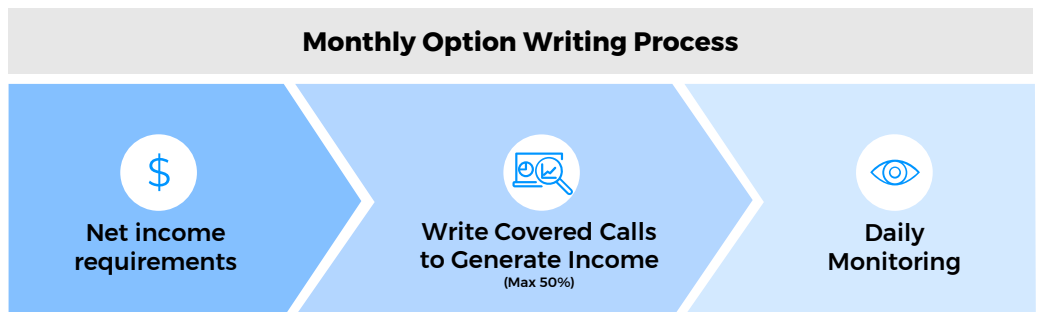 Monthly Option Writing Process
$
Net income
requirements
Write Covered Calls
to Generate Income
(Max 50%)
Daily
Monitoring